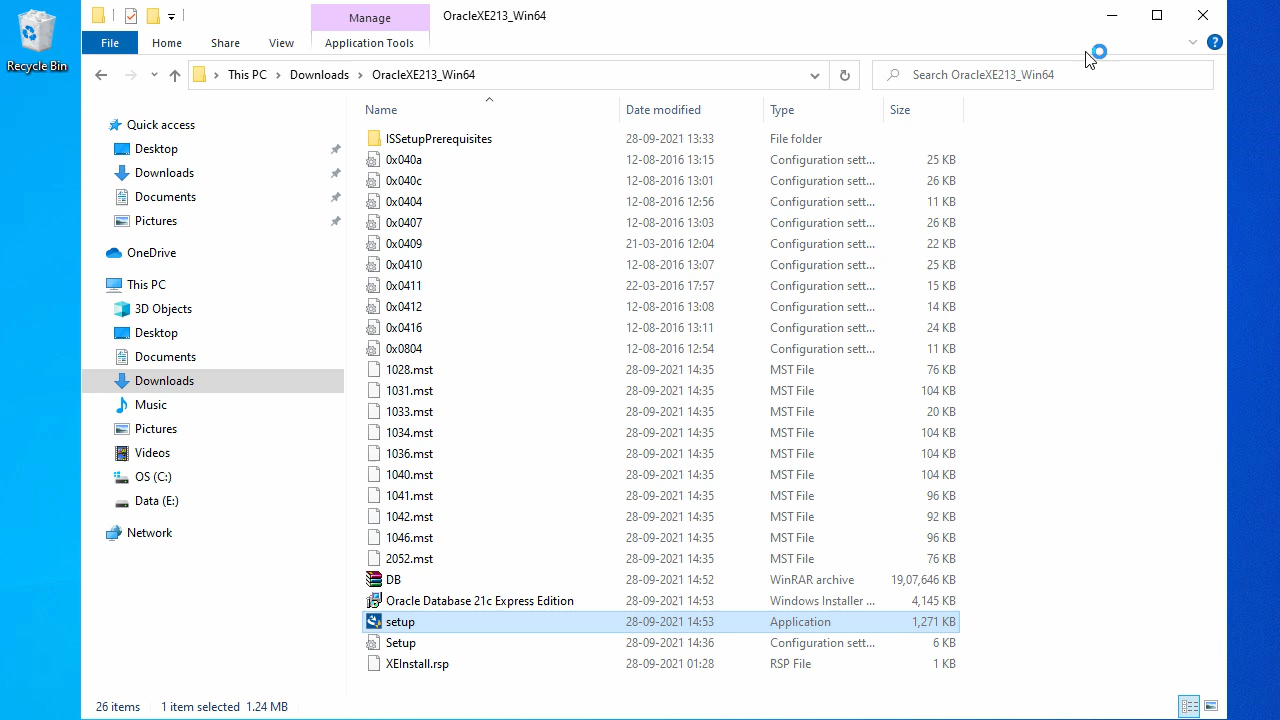 Recycle Bin
Manage
OracleXE213_Win64
File
Home
Share
View
Application Tools
This PC
Downloads
OracleXE213_Win64
Search OracleXE213_Win64
Quick access
Desktop
Downloads
Documents
Pictures
OneDrive
This PC
3D Objects
Desktop
Documents
Downloads
Music
Pictures
Videos
OS (C:)
Data (E:)
Network
Name Date modified Type Size
ISSetupPrerequisites 28-09-2021 13:33 File folder
0x040a 12-08-2016 13:15 Configuration sett... 25 KB
0x040c 12-08-2016 13:01 Configuration sett... 26 KB
0x0404 12-08-2016 12:56 Configuration sett... 11 KB
0x0407 12-08-2016 13:03 Configuration sett... 26 KB
0x0409 21-03-2016 12:04 Configuration sett... 22 KB
0x0410 12-08-2016 13:07 Configuration sett... 25 KB
0x0411 22-03-2016 17:57 Configuration sett... 15 KB
0x0412 12-08-2016 13:08 Configuration sett... 14 KB
0x0416 12-08-2016 13:11 Configuration sett... 24 KB
0x0804 12-08-2016 12:54 Configuration sett... 11 KB
1028.mst 28-09-2021 14:35 MST File 76 KB
1031.mst 28-09-2021 14:35 MST File 104 KB
1033.mst 28-09-2021 14:35 MST File 20 KB
1034.mst 28-09-2021 14:35 MST File 104 KB
1036.mst 28-09-2021 14:35 MST File 104 KB
1040.mst 28-09-2021 14:35 MST File 104 KB
1041.mst 28-09-2021 14:35 MST File 96 KB
1042.mst 28-09-2021 14:35 MST File 92 KB
1046.mst 28-09-2021 14:35 MST File 96 KB
2052.mst 28-09-2021 14:35 MST File 76 KB
DB 28-09-2021 14:52 WinRAR archive 19,07,646 KB
Oracle Database 21c Express Edition 28-09-2021 14:53 Windows Installer ... 4,145 KB
setup 28-09-2021 14:53 Application 1,271 KB
Setup 28-09-2021 14:36 Configuration sett... 6 KB
XEInstall.rsp 28-09-2021 01:28 RSP File 1 KB
26 items 1 item selected 1.24 MB